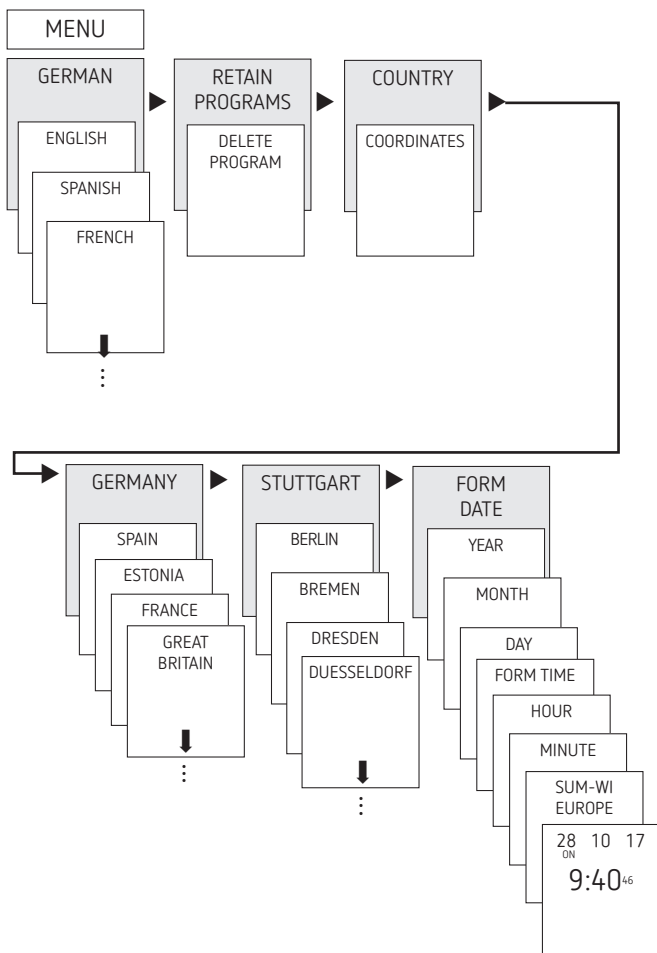 MENU
GERMAN
ENGLISH
SPANISH
FRENCH
⋮
RETAIN
PROGRAMS
DELETE
PROGRAM
COUNTRY
COORDINATES
GERMANY
SPAIN
ESTONIA
FRANCE
GREAT
BRITAIN
⋮
STUTTGART
BERLIN
BREMEN
DRESDEN
DUESSELDORF
⋮
FORM
DATE
YEAR
MONTH
DAY
FORM TIME
HOUR
MINUTE
SUM-WI
EUROPE
28 10 17
ON
9:40 46